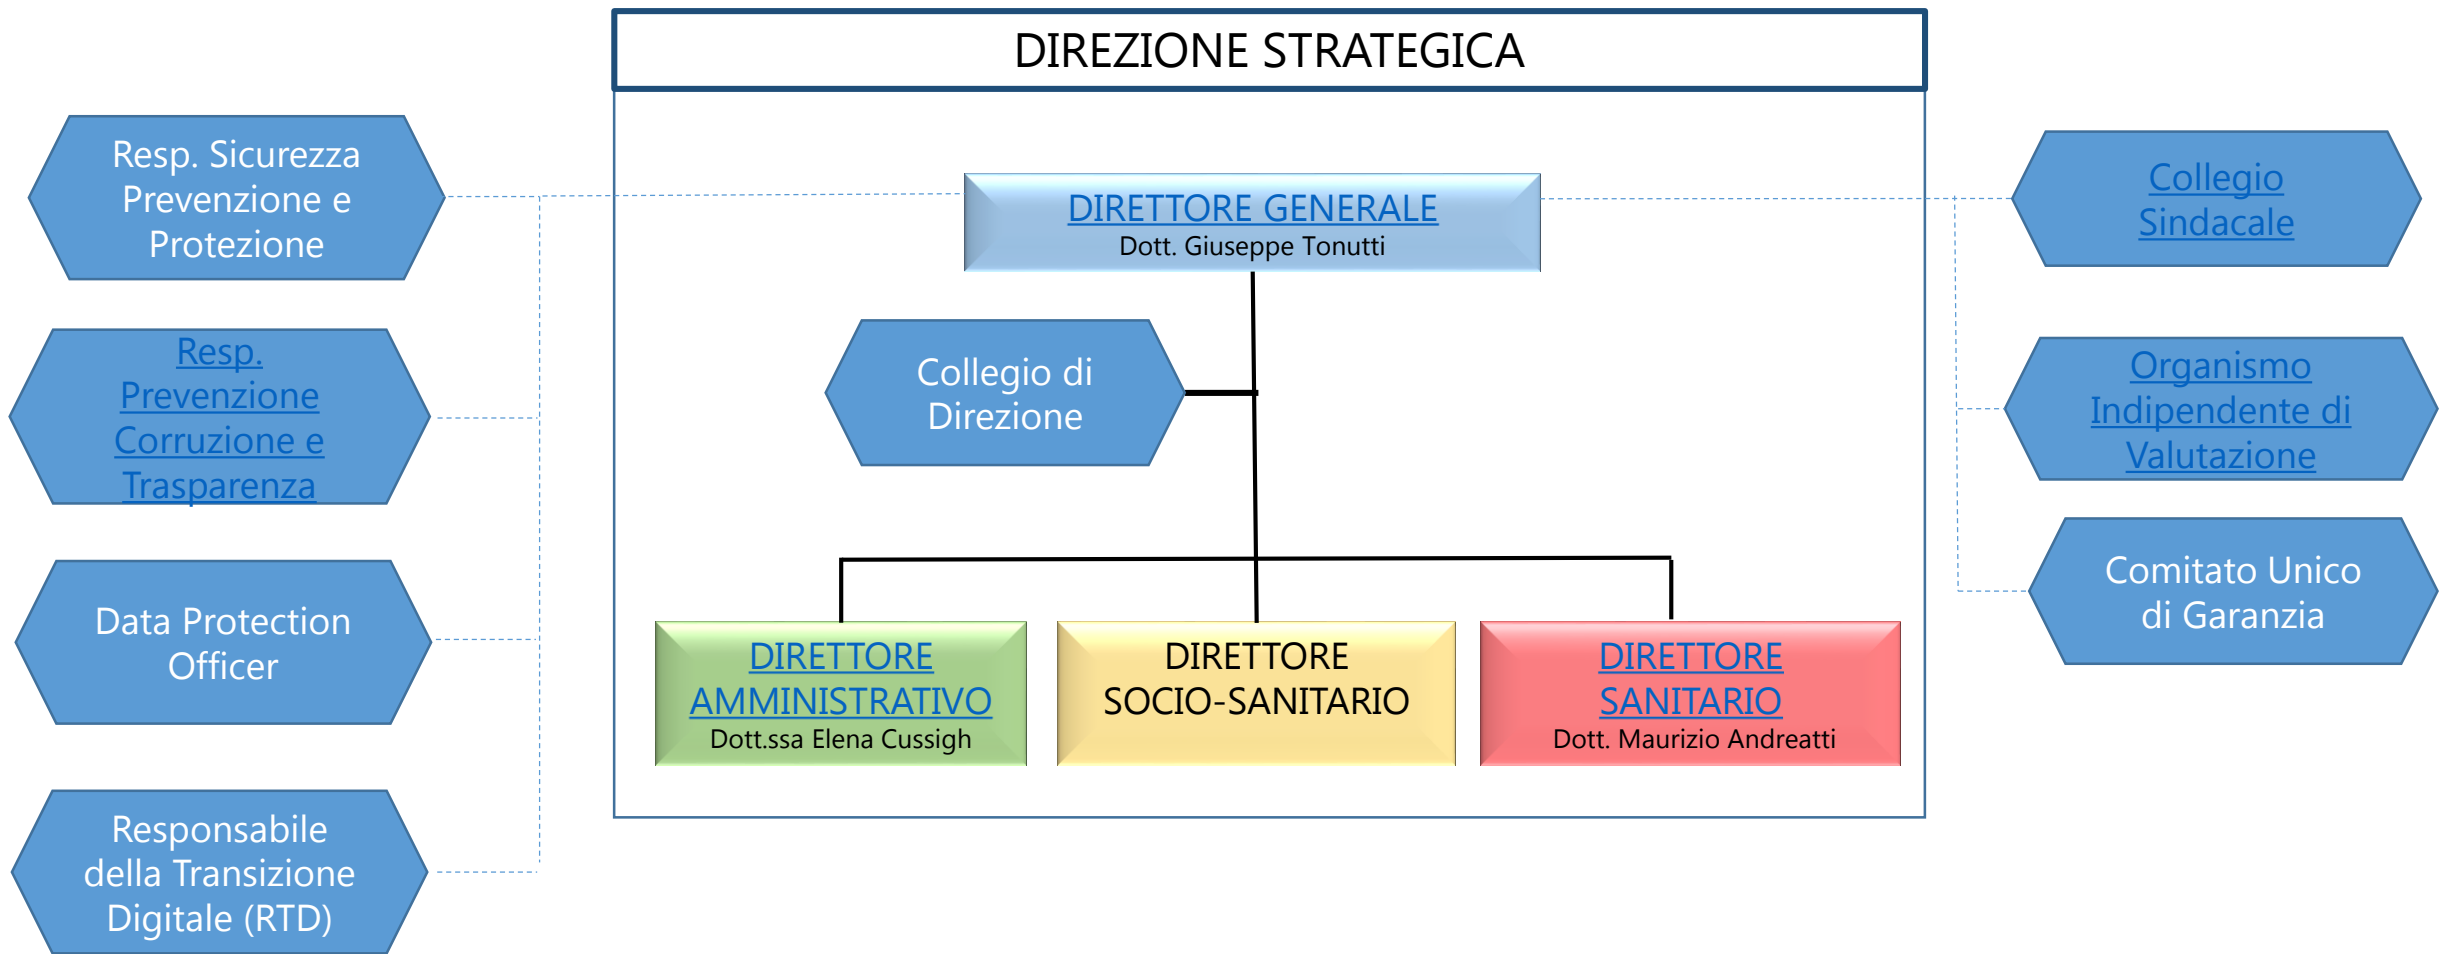 DIREZIONE STRATEGICA
Resp. Sicurezza
Prevenzione e
Protezione
DIRETTORE GENERALE
Dott. Giuseppe Tonutti
Collegio
Sindacale
Resp.
Prevenzione
Corruzione e
Trasparenza
Collegio di
Direzione
Organismo
Indipendente di
Valutazione
Data Protection
Officer
Comitato Unico
di Garanzia
DIRETTORE
AMMINISTRATIVO
Dott.ssa Elena Cussigh
DIRETTORE
SOCIO-SANITARIO
DIRETTORE
SANITARIO
Dott. Maurizio Andreatti
Responsabile
della Transizione
Digitale (RTD)